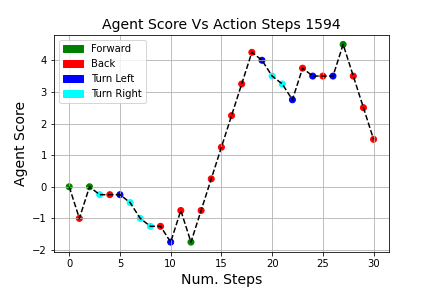 Agent Score Vs Action Steps 1594
Forward
Back
Turn Left
Turn Right
Agent Score
4
3
2
1
0
−1
−2
0 5 10 15 20 25 30
Num. Steps